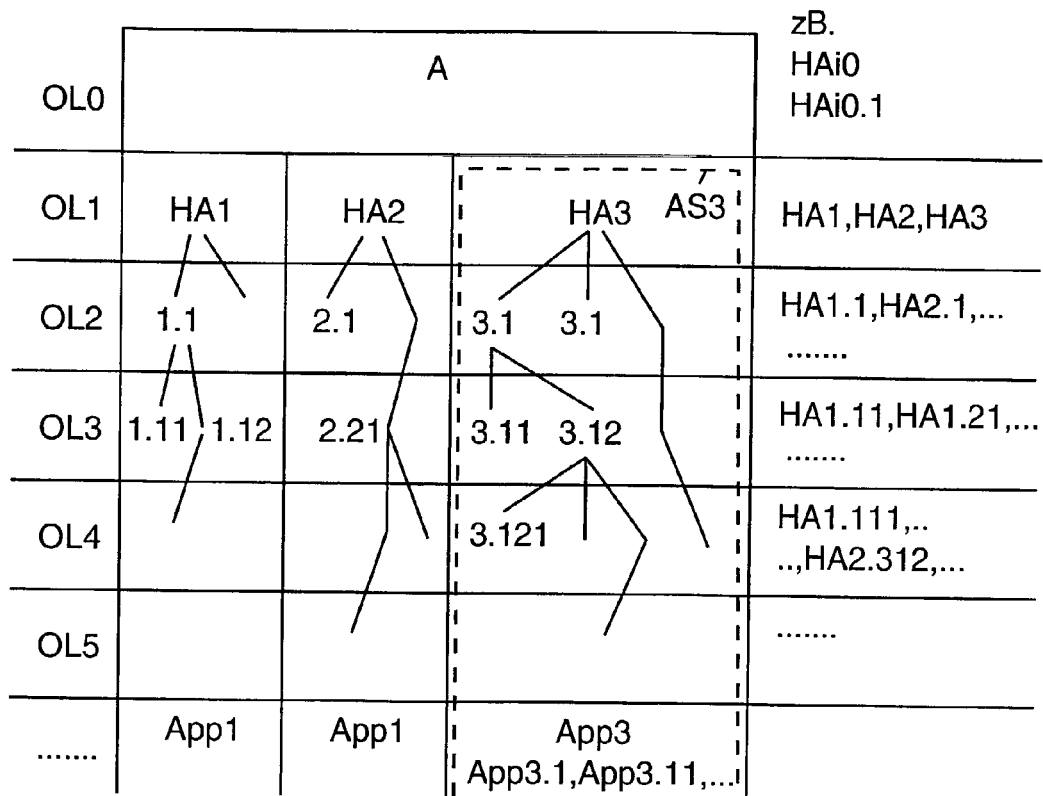 zB.
HAi0
HAi0.1
OL0 A
OL1 HA1 HA2 HA3 AS3 HA1,HA2,HA3
OL2 1.1 2.1 3.1 3.1 HA1.1,HA2.1,...
.......
OL3 1.11 1.12 2.21 3.11 3.12 HA1.11,HA1.21,...
.......
OL4 3.121 HA1.111,..
..,HA2.312,...
OL5 .......
....... App1 App1 App3
App3.1,App3.11,...